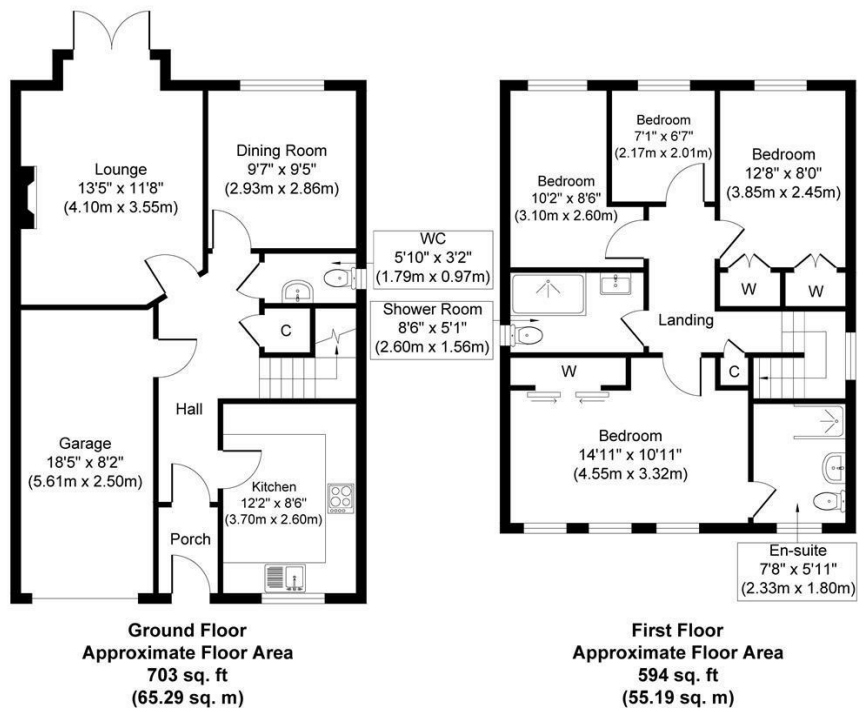 Lounge
13'5" x 11'8"
(4.10m x 3.55m)
Dining Room
9'7" x 9'5"
(2.93m x 2.86m)
WC
5'10" x 3'2"
(1.79m x 0.97m)
C
Hall
Garage
18'5" x 8'2"
(5.61m x 2.50m)
Kitchen
12'2" x 8'6"
(3.70m x 2.60m)
Porch
Ground Floor
Approximate Floor Area
703 sq. ft
(65.29 sq. m)
Bedroom
10'2" x 8'6"
(3.10m x 2.60m)
Bedroom
7'1" x 6'7"
(2.17m x 2.01m)
Bedroom
12'8" x 8'0"
(3.85m x 2.45m)
W
W
Shower Room
8'6" x 5'1"
(2.60m x 1.56m)
Landing
C
W
Bedroom
14'11" x 10'11"
(4.55m x 3.32m)
En-suite
7'8" x 5'11"
(2.33m x 1.80m)
First Floor
Approximate Floor Area
594 sq. ft
(55.19 sq. m)